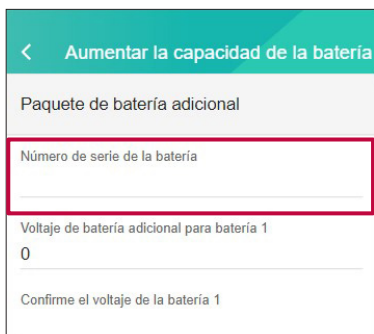 Aumentar la capacidad de la batería
Paquete de batería adicional
Número de serie de la batería
Voltaje de batería adicional para batería 1
0
Confirme el voltaje de la batería 1